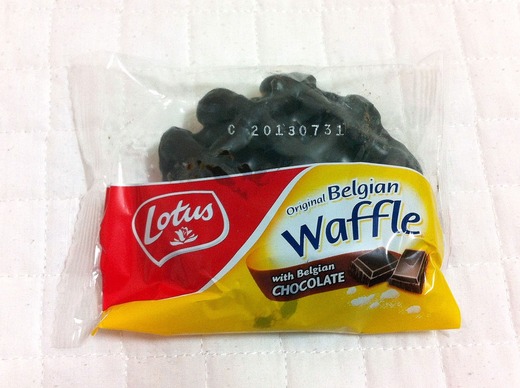 C 20130731
Lotus
Original Belgian
Waffle
with Belgian
CHOCOLATE